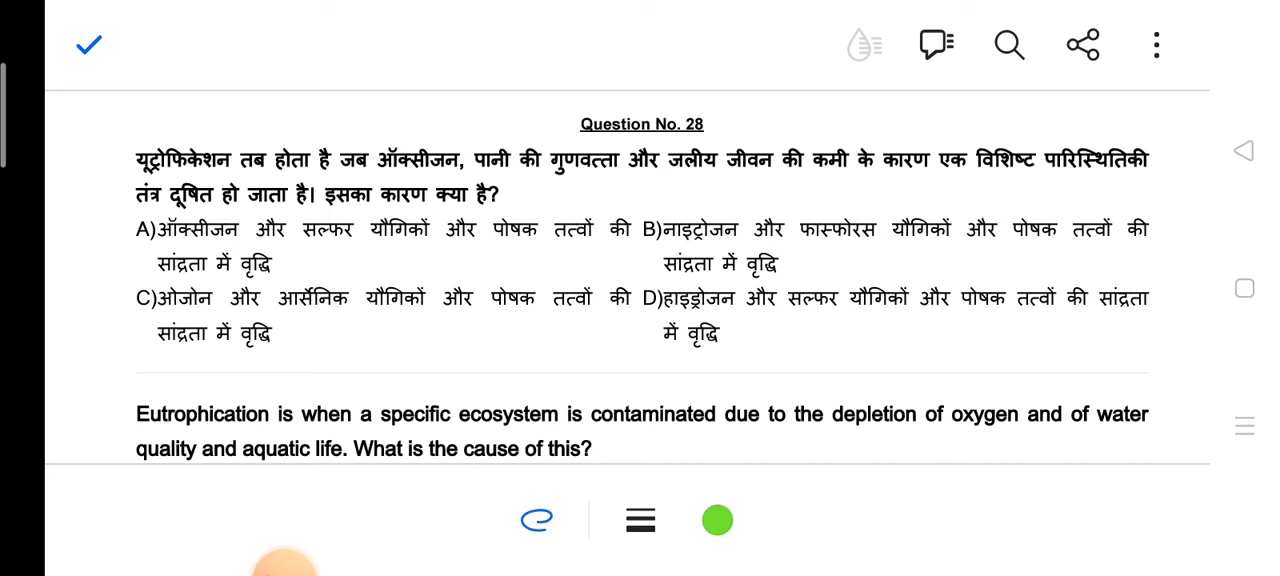 Question No. 28
यूट्रोफिकेशन तब होता है जब ऑक्सीजन, पानी की गुणवत्ता और जलीय जीवन की कमी के कारण एक विशिष्ट पारिस्थितिकी
तंत्र दूषित हो जाता है। इसका कारण क्या है?
A)ऑक्सीजन और सल्फर यौगिकों और पोषक तत्वों की
सांद्रता में वृद्धि
B)नाइट्रोजन और फास्फोरस यौगिकों और पोषक तत्वों की
सांद्रता में वृद्धि
C)ओजोन और आर्सेनिक यौगिकों और पोषक तत्वों की
सांद्रता में वृद्धि
D)हाइड्रोजन और सल्फर यौगिकों और पोषक तत्वों की सांद्रता
में वृद्धि
Eutrophication is when a specific ecosystem is contaminated due to the depletion of oxygen and of water
quality and aquatic life. What is the cause of this?